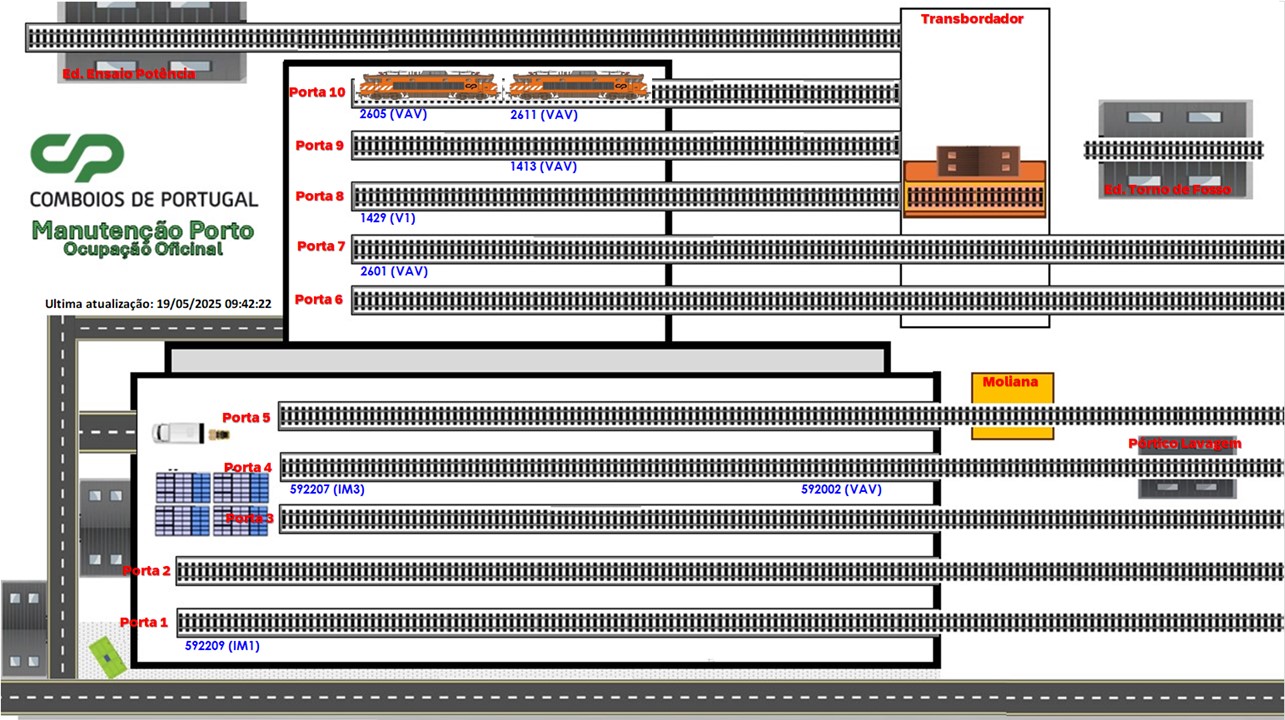 Transbordador
Ed. Ensaio Potência
Porta 10
2605 (VAV)
2611 (VAV)
Porta 9
1413 (VAV)
Porta 8
1429 (V1)
Ed. Torno de Fosso
CP
COMBOIOS DE PORTUGAL
Manutenção Porto
Ocupação Oficinal
Porta 7
2601 (VAV)
Porta 6
Ultima atualização: 19/05/2025 09:42:22
Moliana
Porta 5
Pórtico Lavagem
Porta 4
592207 (IM3)
592002 (VAV)
Porta 3
Porta 2
Porta 1
592209 (IM1)